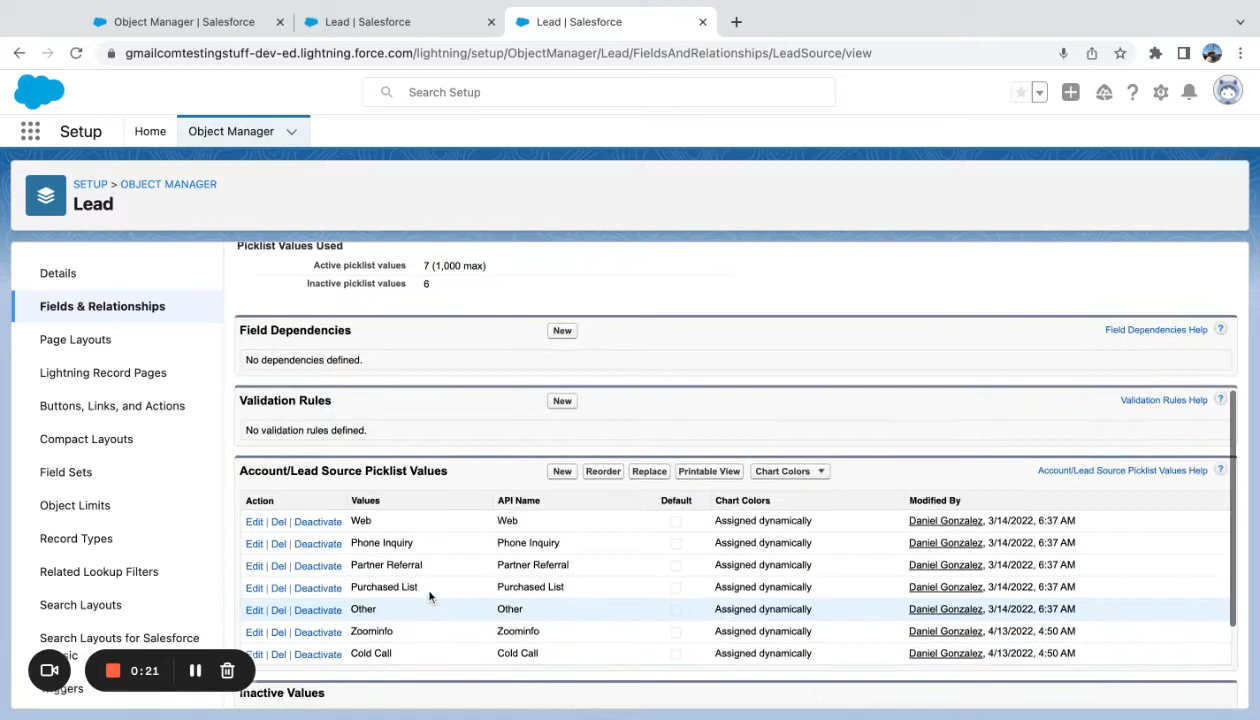 Object Manager | Salesforce
Lead | Salesforce
Lead | Salesforce
gmailcomtestingstuff-dev-ed.lightning.force.com/lightning/setup/ObjectManager/Lead/FieldsAndRelationships/LeadSource/view
Search Setup
Setup
Home
Object Manager
SETUP > OBJECT MANAGER
Lead
Details
Fields & Relationships
Page Layouts
Lightning Record Pages
Buttons, Links, and Actions
Compact Layouts
Field Sets
Object Limits
Record Types
Related Lookup Filters
Search Layouts
Search Layouts for Salesforce
sic
Triggers
0:21
Picklist Values Used
Active picklist values 7 (1,000 max)
Inactive picklist values 6
Field Dependencies New Field Dependencies Help ?
No dependencies defined.
Validation Rules New Validation Rules Help ?
No validation rules defined.
Account/Lead Source Picklist Values New Reorder Replace Printable View Chart Colors Account/Lead Source Picklist Values Help ?
Action Values API Name Default Chart Colors Modified By
Edit | Del | Deactivate Web Web Assigned dynamically Daniel Gonzalez, 3/14/2022, 6:37 AM
Edit | Del | Deactivate Phone Inquiry Phone Inquiry Assigned dynamically Daniel Gonzalez, 3/14/2022, 6:37 AM
Edit | Del | Deactivate Partner Referral Partner Referral Assigned dynamically Daniel Gonzalez, 3/14/2022, 6:37 AM
Edit | Del | Deactivate Purchased List Purchased List Assigned dynamically Daniel Gonzalez, 3/14/2022, 6:37 AM
Edit | Del | Deactivate Other Other Assigned dynamically Daniel Gonzalez, 3/14/2022, 6:37 AM
Edit | Del | Deactivate Zoominfo Zoominfo Assigned dynamically Daniel Gonzalez, 4/13/2022, 4:50 AM
Edit | Del | Deactivate Cold Call Cold Call Assigned dynamically Daniel Gonzalez, 4/13/2022, 4:50 AM
Inactive Values